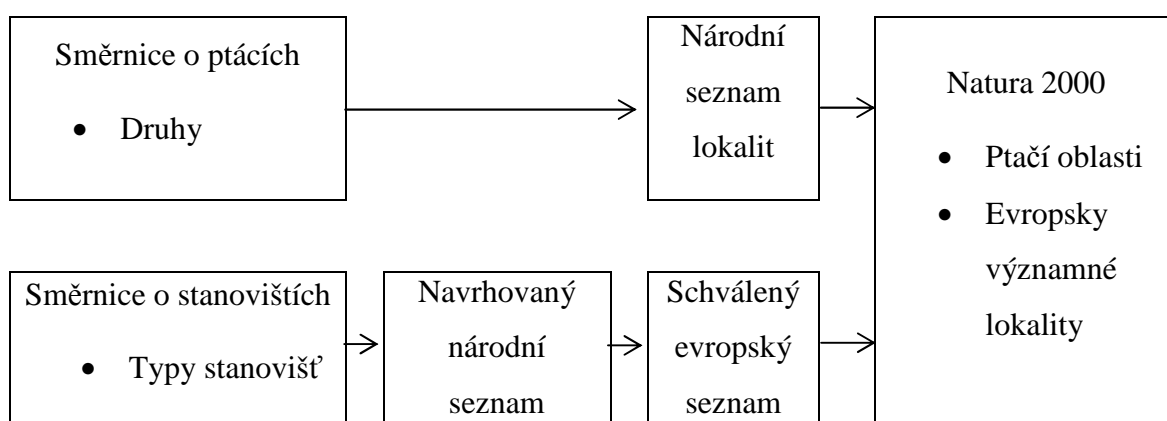 Směrnice o ptácích
• Druhy
Národní
seznam
lokalit
Natura 2000
• Ptačí oblasti
• Evropsky
významné
lokality
Směrnice o stanovištích
• Typy stanovišť
Navrhovaný
národní
seznam
Schválený
evropský
seznam